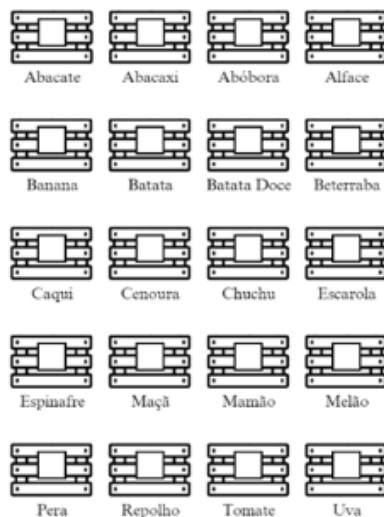 Abacate Abacaxi Abóbora Alface
Banana Batata Batata Doce Beterraba
Caqui Cenoura Chuchu Escarola
Espinafre Maçã Mamão Melão
Pera Repolho Tomate Uva